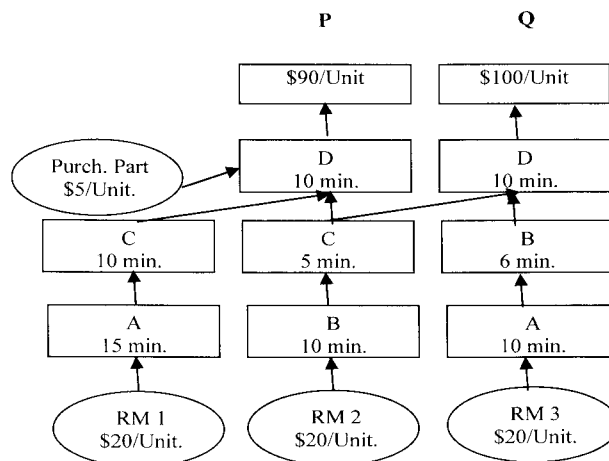 P Q
$90/Unit $100/Unit
Purch. Part
$5/Unit.
D
10 min.
D
10 min.
C
10 min.
C
5 min.
B
6 min.
A
15 min.
B
10 min.
A
10 min.
RM 1
$20/Unit.
RM 2
$20/Unit.
RM 3
$20/Unit.